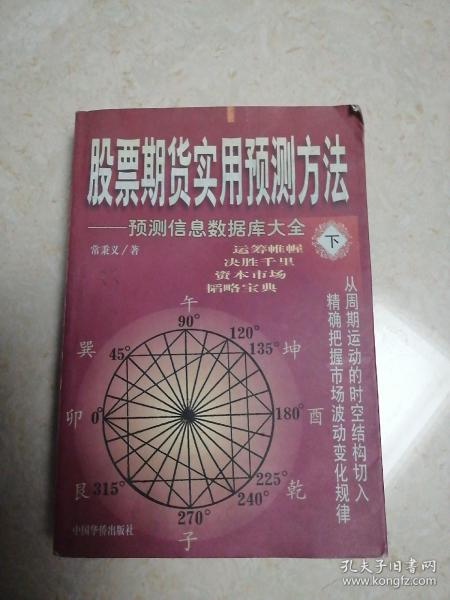 股票期货实用预测方法
——预测信息数据库大全
下
常秉义/著
运筹帷幄
决胜千里
资本市场
韬略宝典
从周期运动的时空结构切入
精确把握市场波动变化规律
午
90°
120°
135°
坤
巽
45°
卯
0°
180°
酉
艮
315°
225°
乾
240°
270°
子
中国华侨出版社
孔夫子旧书网
www.kongfz.com